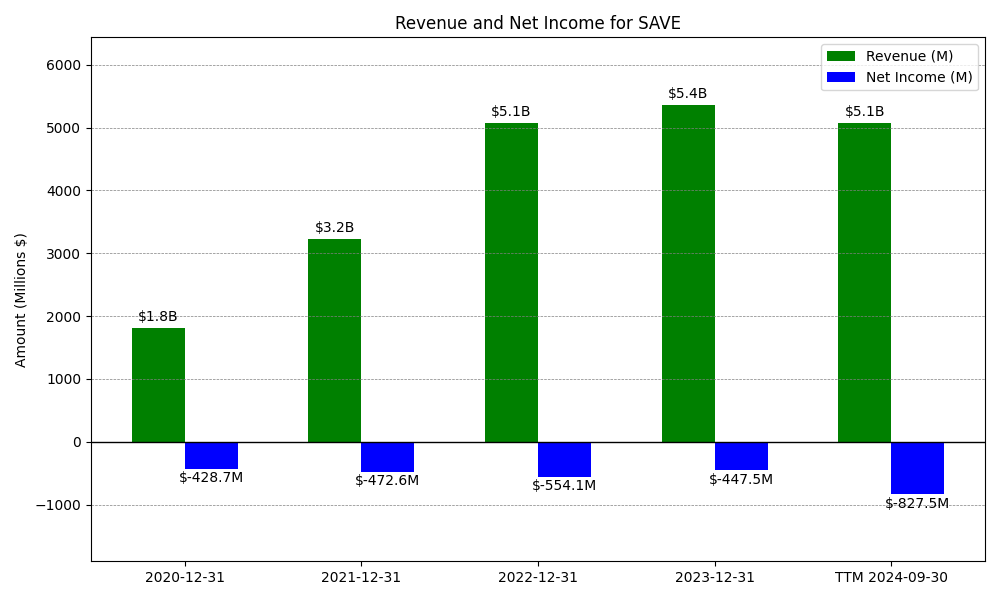 Revenue and Net Income for SAVE
Revenue (M)
Net Income (M)
Amount (Millions $)
6000
5000
4000
3000
2000
1000
0
−1000
$1.8B
$3.2B
$5.1B
$5.4B
$5.1B
$-428.7M
$-472.6M
$-554.1M
$-447.5M
$-827.5M
2020-12-31
2021-12-31
2022-12-31
2023-12-31
TTM 2024-09-30